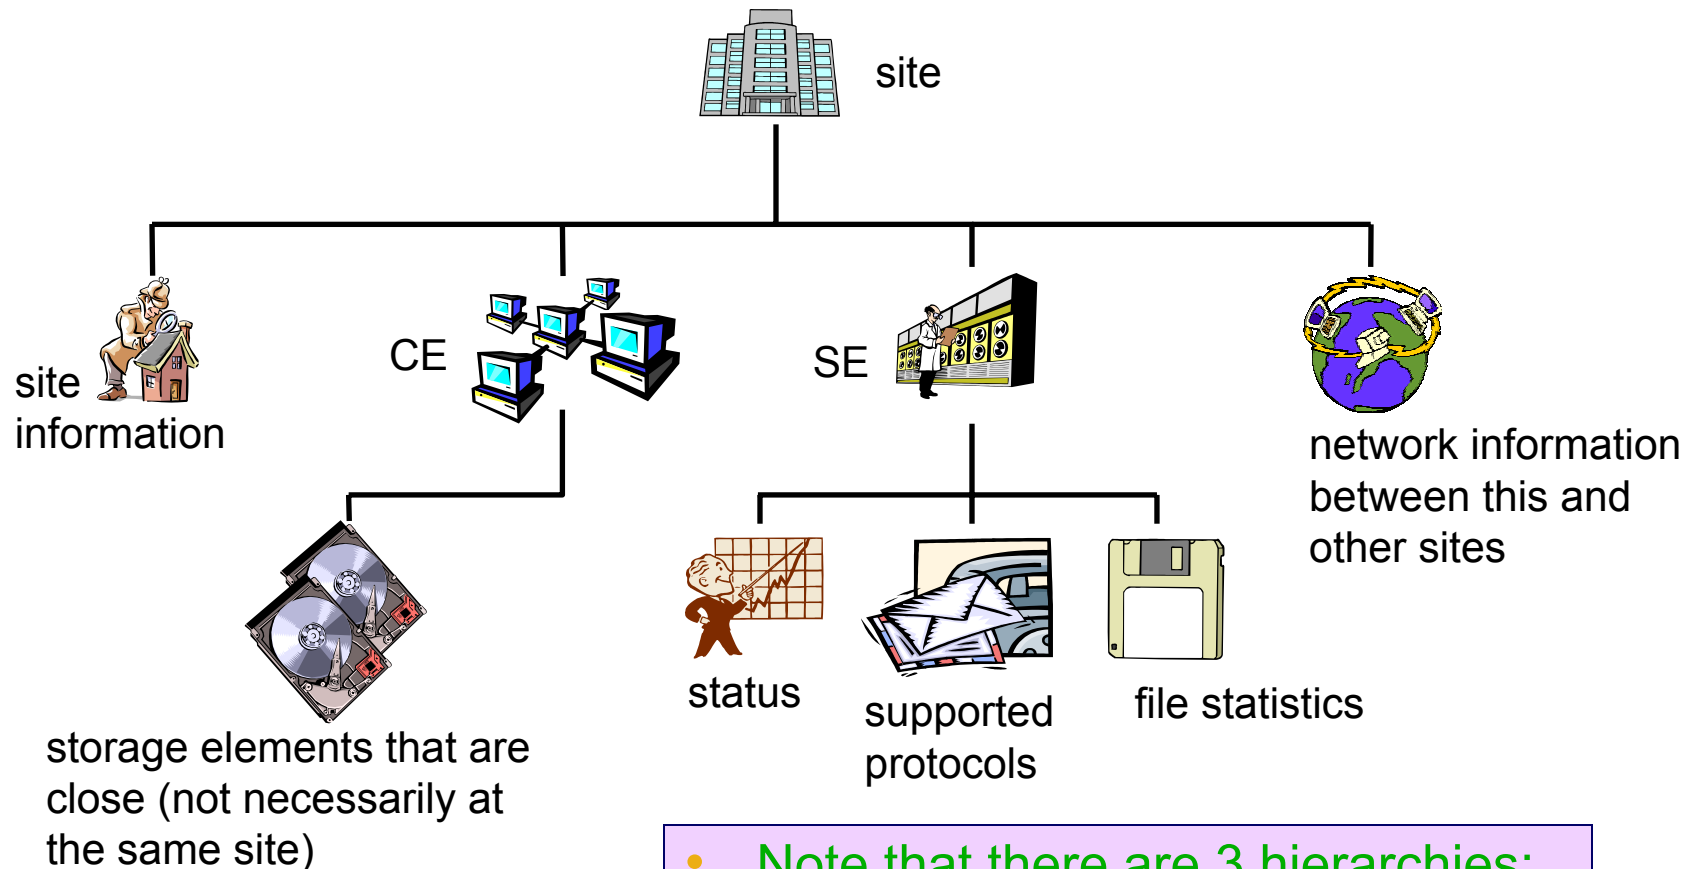 site
site
information
CE
SE
network information
between this and
other sites
status
supported
protocols
file statistics
storage elements that are
close (not necessarily at
the same site)
• Note that there are 3 hierarchies: